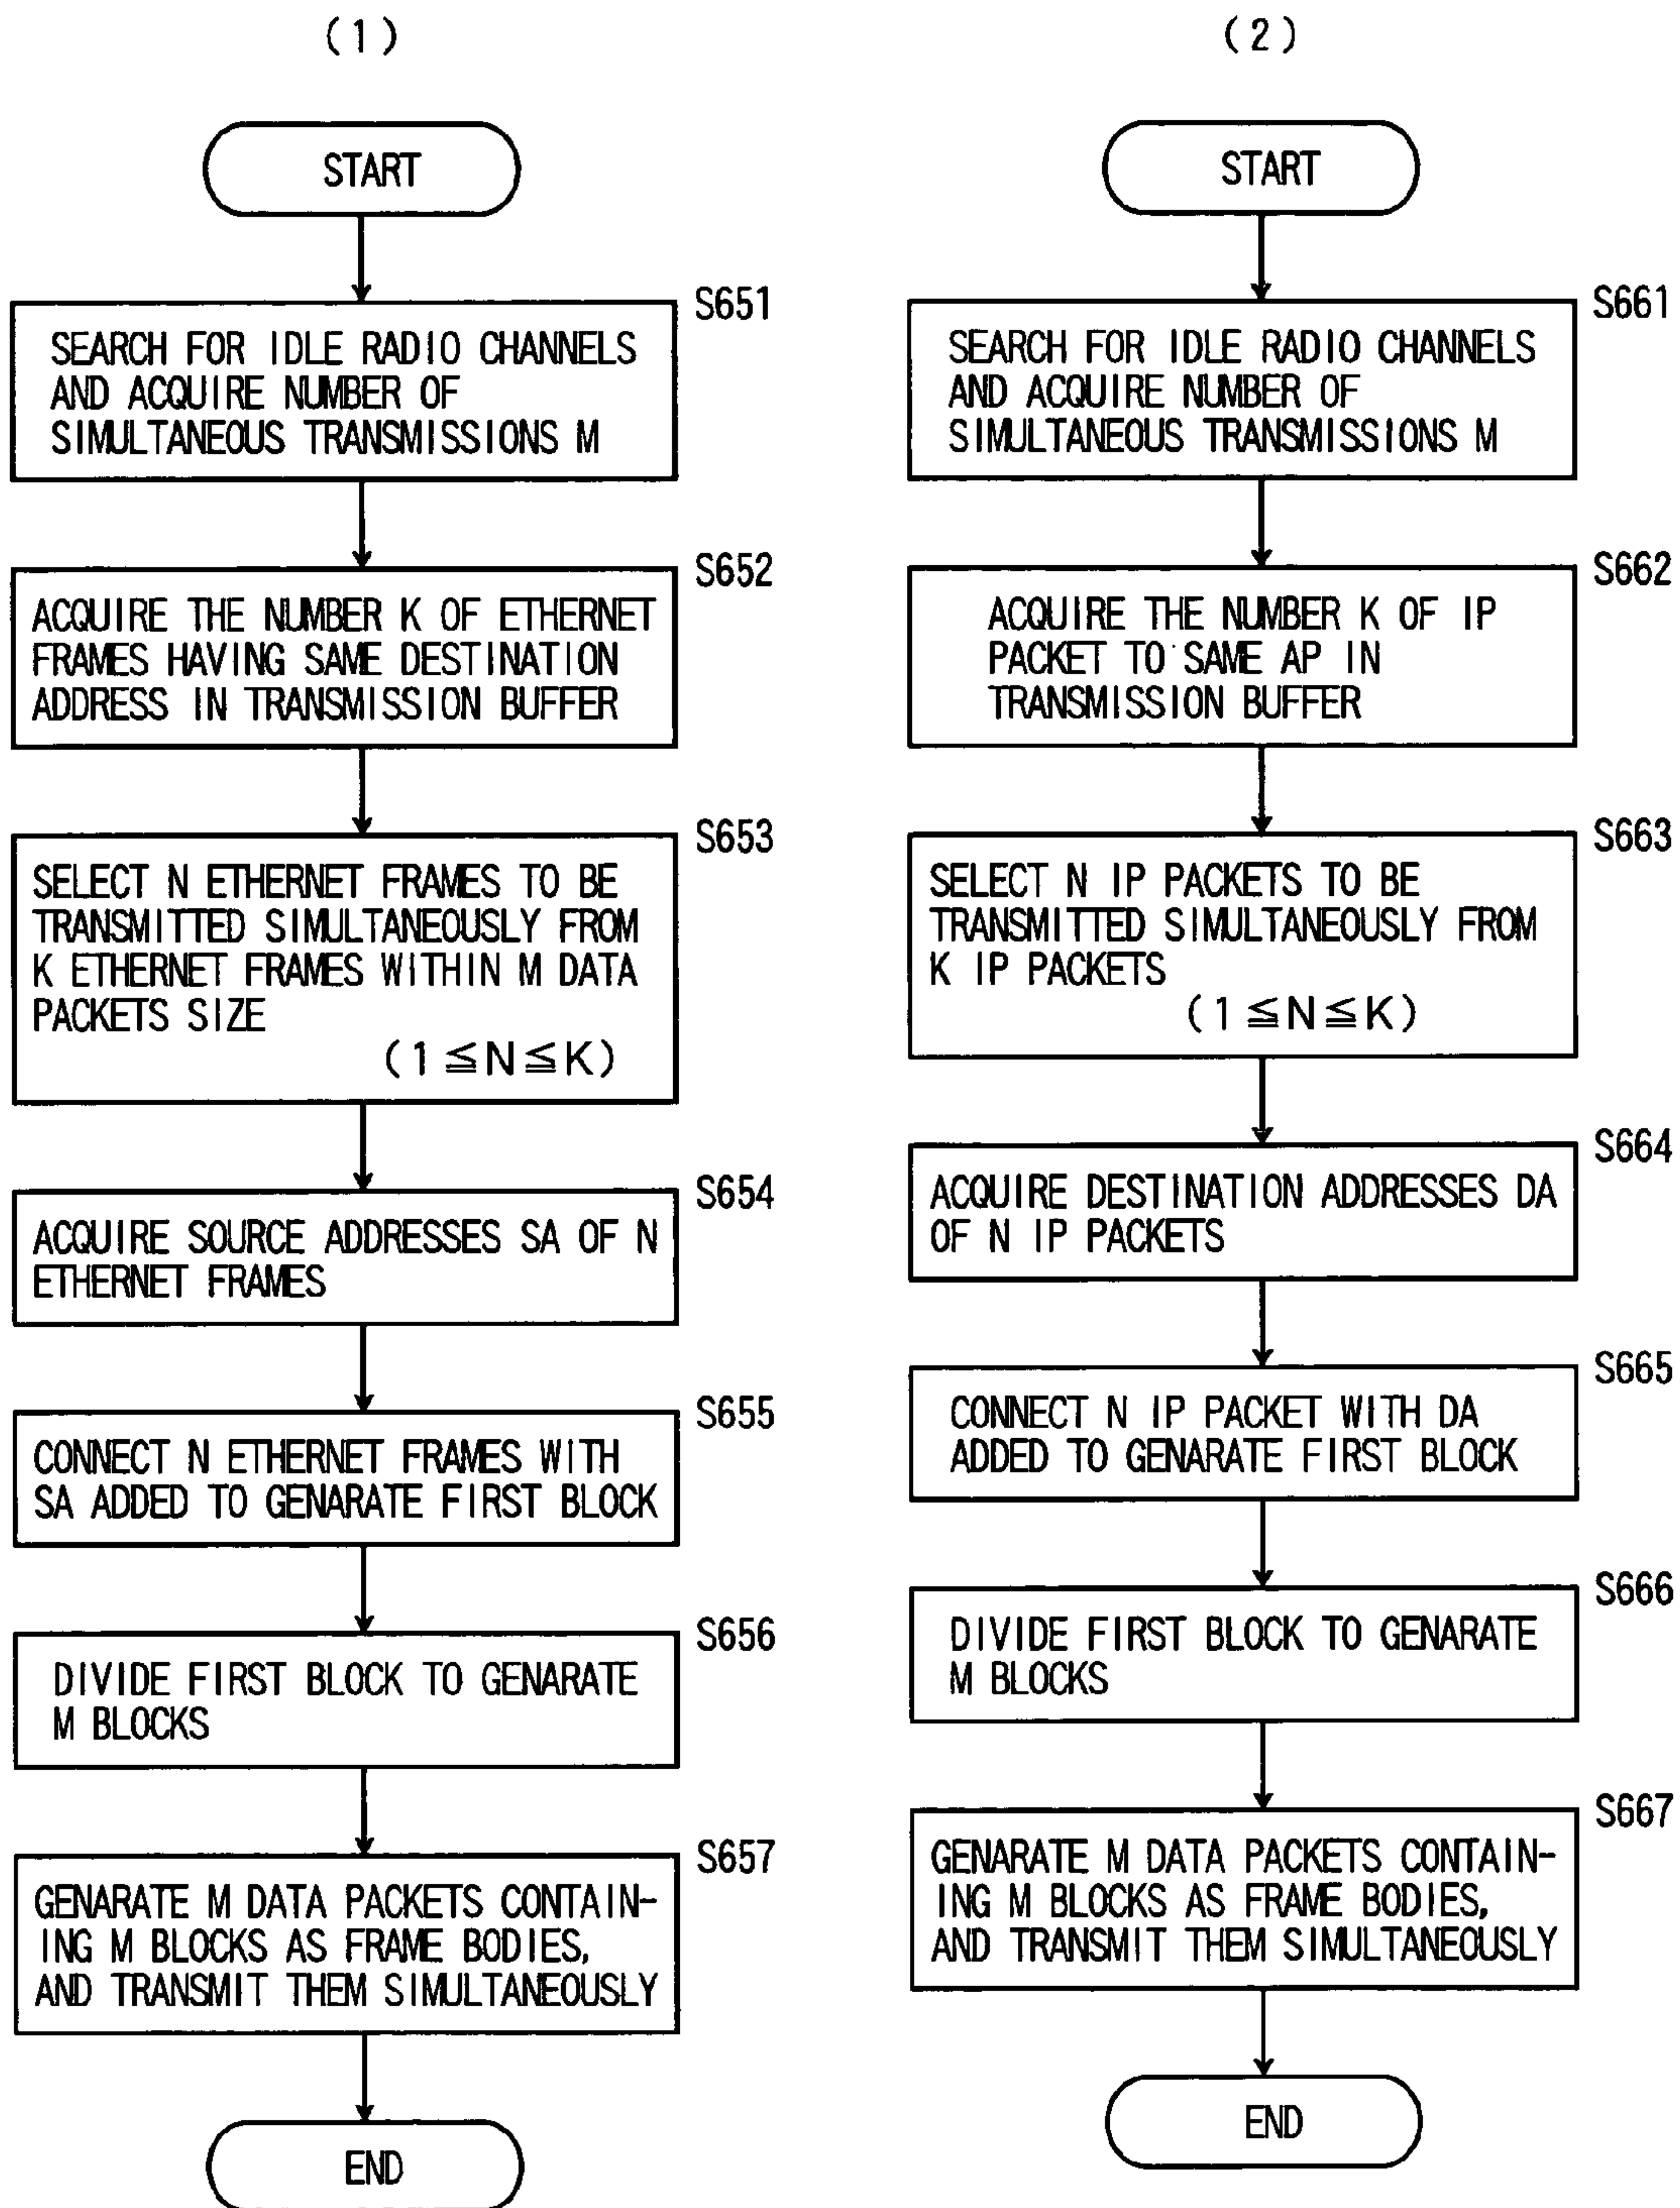 (1)
START
S651
SEARCH FOR IDLE RADIO CHANNELS
AND ACQUIRE NUMBER OF
SIMULTANEOUS TRANSMISSIONS M
S652
ACQUIRE THE NUMBER K OF ETHERNET
FRAMES HAVING SAME DESTINATION
ADDRESS IN TRANSMISSION BUFFER
S653
SELECT N ETHERNET FRAMES TO BE
TRANSMITTED SIMULTANEOUSLY FROM
K ETHERNET FRAMES WITHIN M DATA
PACKETS SIZE
(1≦N≦K)
S654
ACQUIRE SOURCE ADDRESSES SA OF N
ETHERNET FRAMES
S655
CONNECT N ETHERNET FRAMES WITH
SA ADDED TO GENARATE FIRST BLOCK
S656
DIVIDE FIRST BLOCK TO GENARATE
M BLOCKS
S657
GENARATE M DATA PACKETS CONTAIN-
ING M BLOCKS AS FRAME BODIES,
AND TRANSMIT THEM SIMULTANEOUSLY
END
(2)
START
S661
SEARCH FOR IDLE RADIO CHANNELS
AND ACQUIRE NUMBER OF
SIMULTANEOUS TRANSMISSIONS M
S662
ACQUIRE THE NUMBER K OF IP
PACKET TO SAME AP IN
TRANSMISSION BUFFER
S663
SELECT N IP PACKETS TO BE
TRANSMITTED SIMULTANEOUSLY FROM
K IP PACKETS
(1≦N≦K)
S664
ACQUIRE DESTINATION ADDRESSES DA
OF N IP PACKETS
S665
CONNECT N IP PACKET WITH DA
ADDED TO GENARATE FIRST BLOCK
S666
DIVIDE FIRST BLOCK TO GENARATE
M BLOCKS
S667
GENARATE M DATA PACKETS CONTAIN-
ING M BLOCKS AS FRAME BODIES,
AND TRANSMIT THEM SIMULTANEOUSLY
END